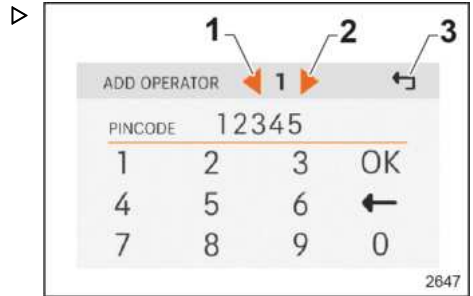 1 2 3
ADD OPERATOR 1
PINCODE 12345
1 2 3 OK
4 5 6
7 8 9 0
2647